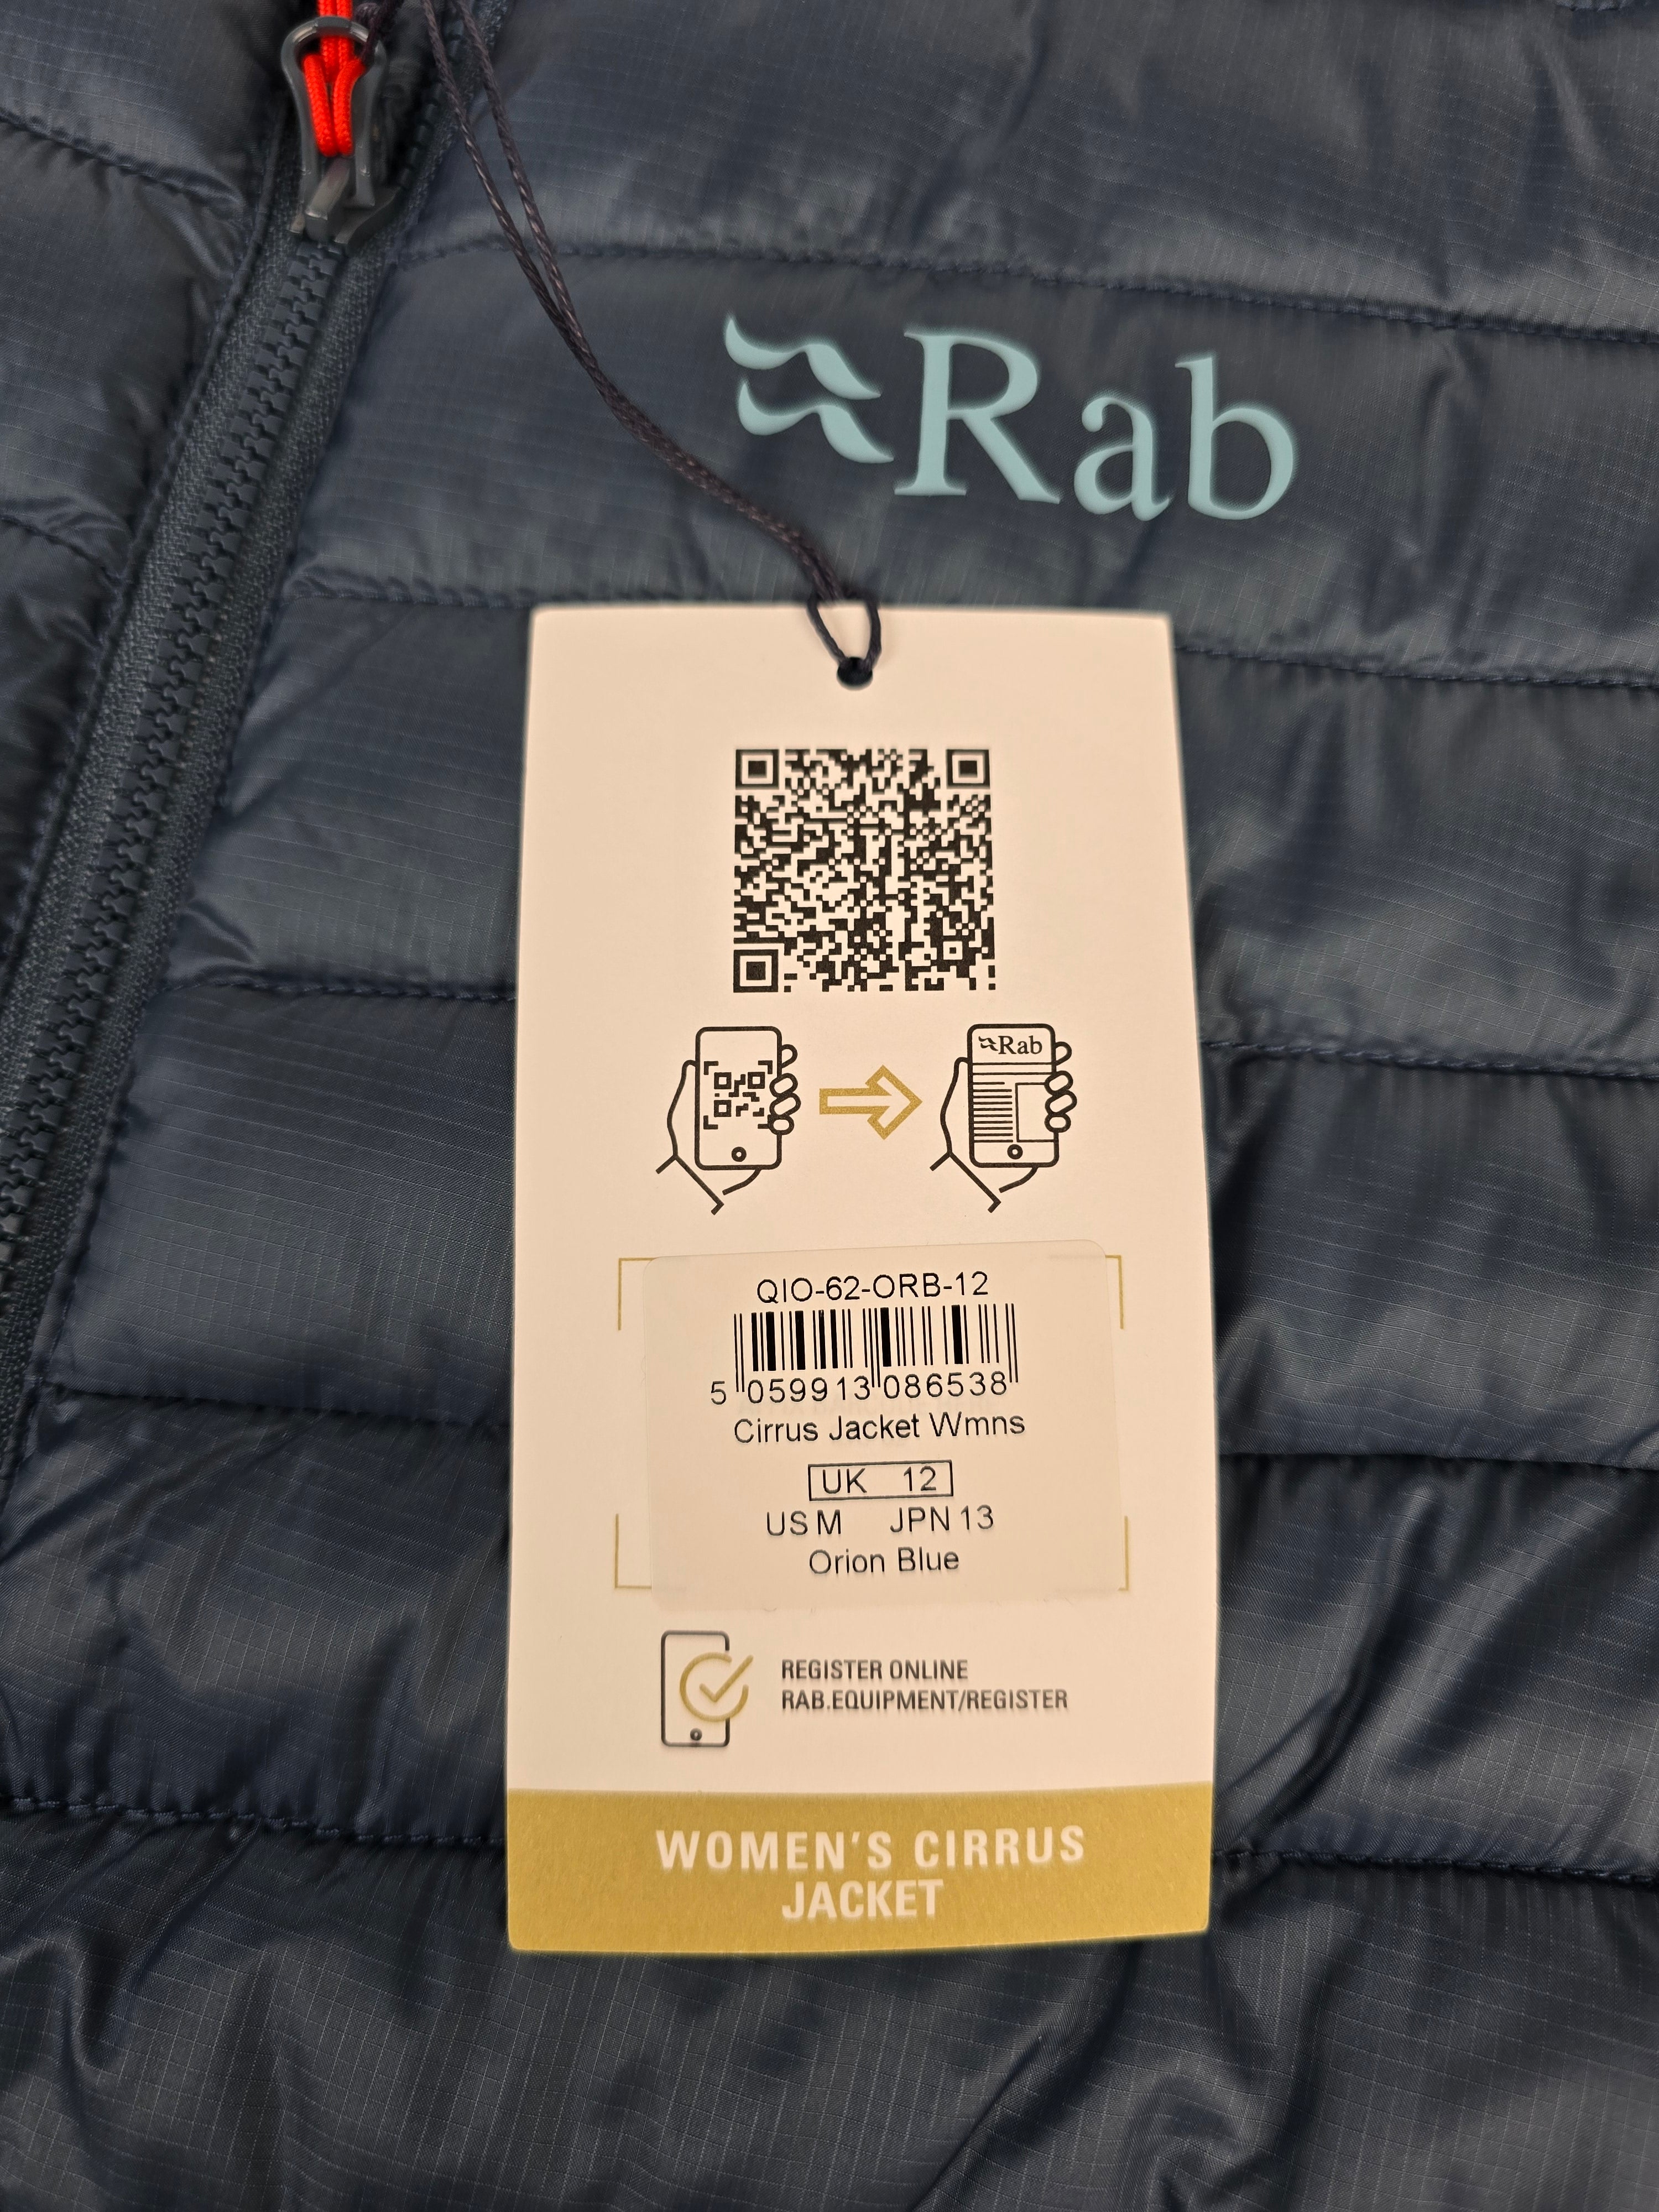 Rab
Rab
QIO-62-ORB-12
5 059913 086538
Cirrus Jacket Wmns
UK 12
US M JPN 13
Orion Blue
REGISTER ONLINE
RAB.EQUIPMENT/REGISTER
WOMEN'S CIRRUS
JACKET